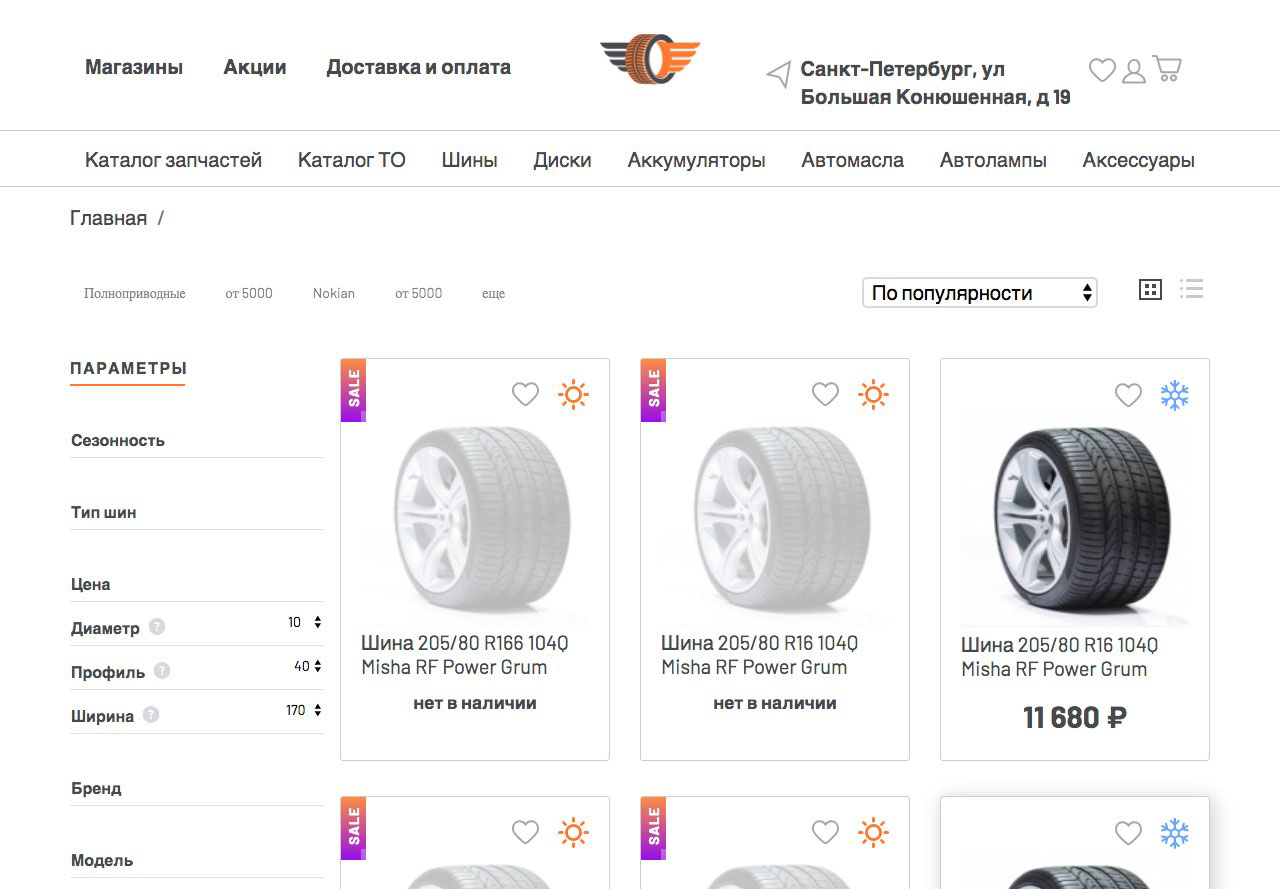 Магазины Акции Доставка и оплата
Санкт-Петербург, ул
Большая Конюшенная, д 19
Каталог запчастей Каталог ТО Шины Диски Аккумуляторы Автомасла Автолампы Аксессуары
Главная /
Полноприводные от 5000 Nokian от 5000 еще
По популярности
ПАРАМЕТРЫ
Сезонность
Тип шин
Цена
Диаметр ? 10
Профиль ? 40
Ширина ? 170
Бренд
Модель
SALE
Шина 205/80 R166 104Q
Misha RF Power Grum
нет в наличии
SALE
Шина 205/80 R16 104Q
Misha RF Power Grum
нет в наличии
Шина 205/80 R16 104Q
Misha RF Power Grum
11 680 ₽
SALE
SALE